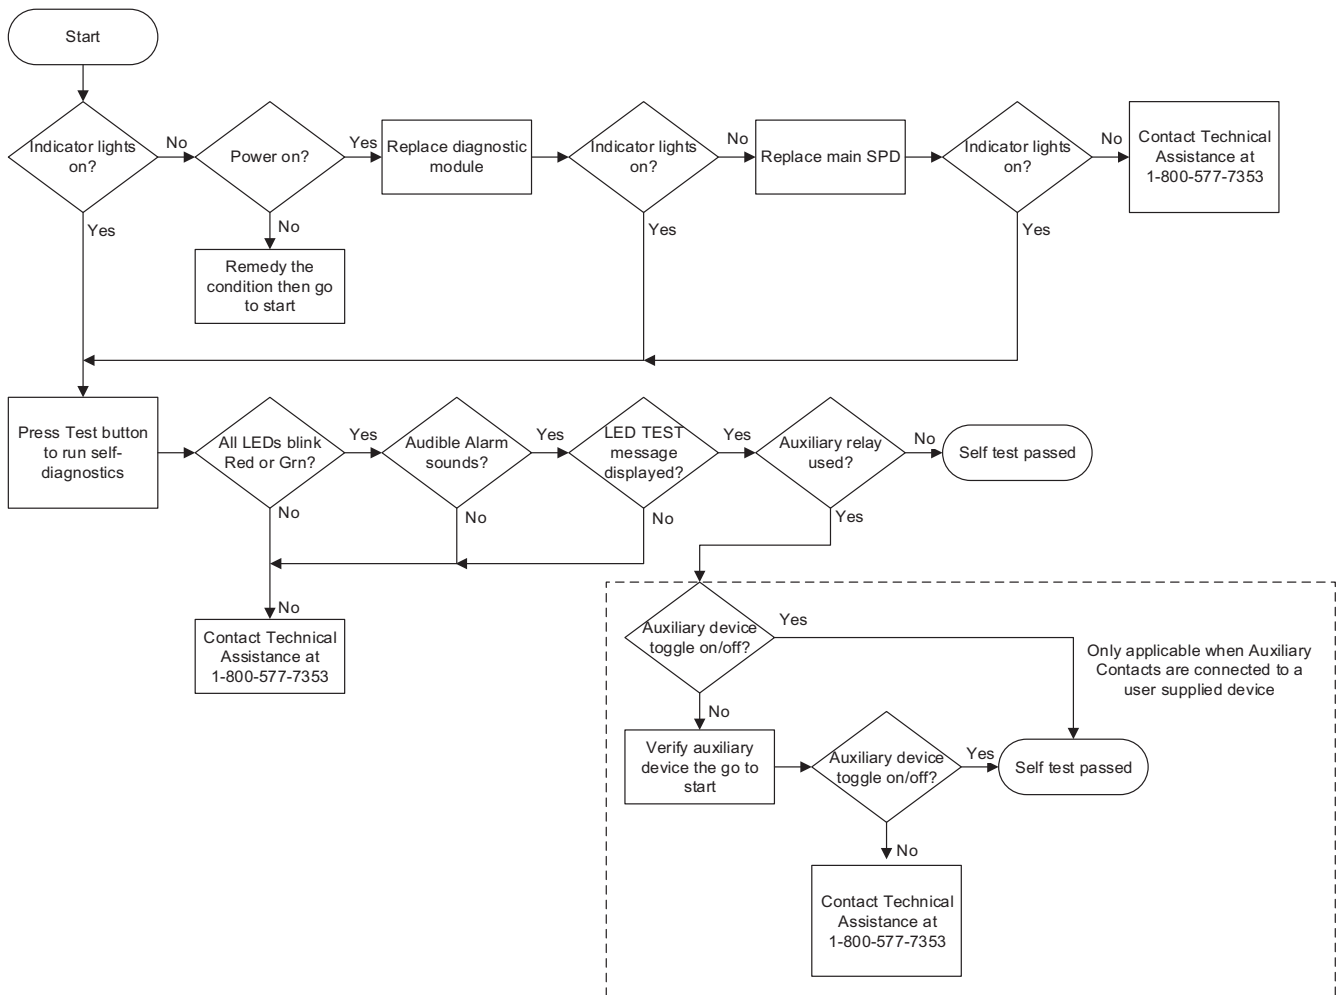 Start
Indicator lights
on?
No
Power on?
Yes
Replace diagnostic
module
Indicator lights
on?
No
Replace main SPD
Indicator lights
on?
No
Contact Technical
Assistance at
1-800-577-7353
Yes
No
Yes
Yes
Remedy the
condition then go
to start
Press Test button
to run self-
diagnostics
All LEDs blink
Red or Grn?
Yes
Audible Alarm
sounds?
Yes
LED TEST
message
displayed?
Yes
Auxiliary relay
used?
No
Self test passed
No
No
No
Yes
No
Contact Technical
Assistance at
1-800-577-7353
Auxiliary device
toggle on/off?
Yes
Only applicable when Auxiliary
Contacts are connected to a
user supplied device
No
Verify auxiliary
device the go to
start
Auxiliary device
toggle on/off?
Yes
Self test passed
No
Contact Technical
Assistance at
1-800-577-7353